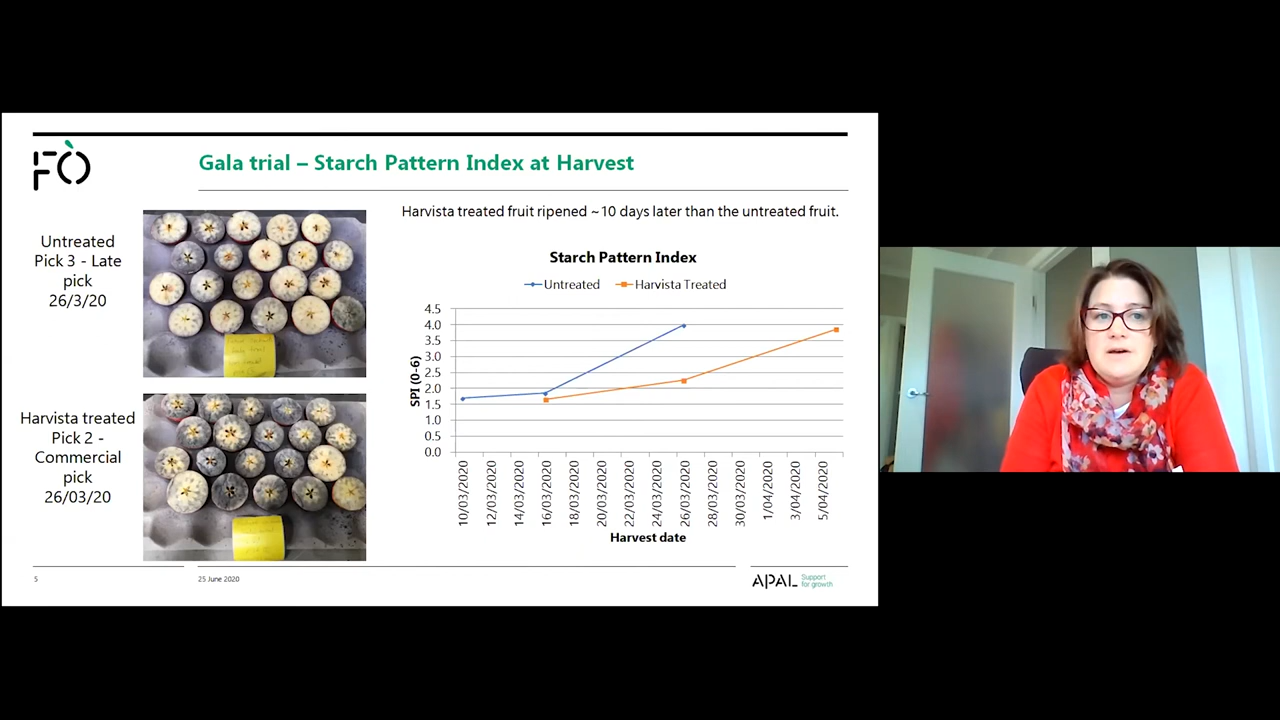 FÒ
Gala trial – Starch Pattern Index at Harvest
Harvista treated fruit ripened ~10 days later than the untreated fruit.
Untreated
Pick 3 - Late
pick
26/3/20
Harvista treated
Pick 2 -
Commercial
pick
26/03/20
Starch Pattern Index
Untreated
Harvista Treated
SPI (0-6)
4.5
4.0
3.5
3.0
2.5
2.0
1.5
1.0
0.5
0.0
10/03/2020
12/03/2020
14/03/2020
16/03/2020
18/03/2020
20/03/2020
22/03/2020
24/03/2020
26/03/2020
28/03/2020
30/03/2020
1/04/2020
3/04/2020
5/04/2020
Harvest date
5
25 June 2020
APAL Support
for growth